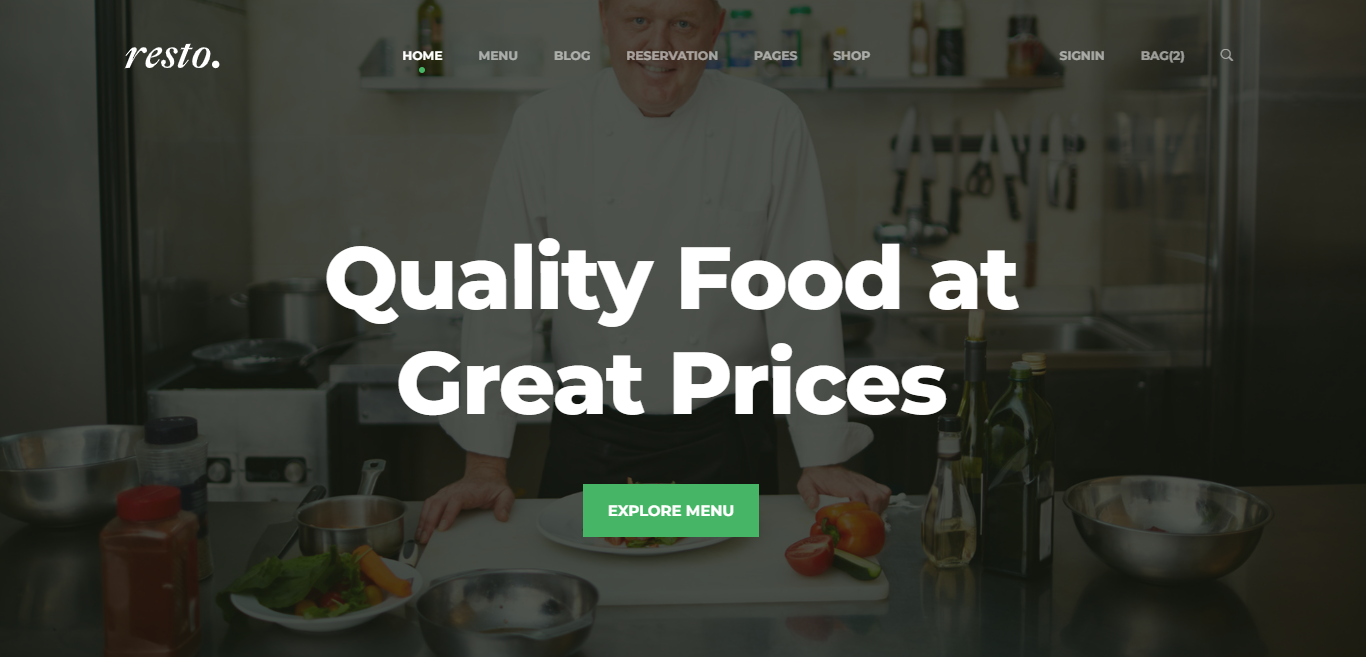 resto.
HOME MENU BLOG RESERVATION PAGES SHOP SIGNIN BAG(2)
Quality Food at
Great Prices
EXPLORE MENU